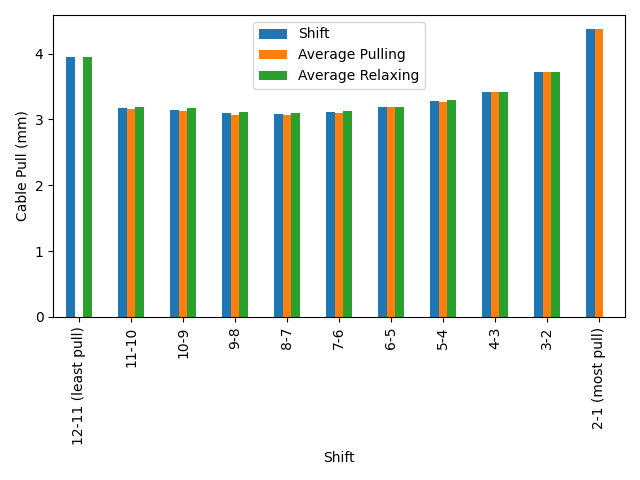 Shift
Average Pulling
Average Relaxing
Cable Pull (mm)
4
3
2
1
0
12-11 (least pull)
11-10
10-9
9-8
8-7
7-6
6-5
5-4
4-3
3-2
2-1 (most pull)
Shift